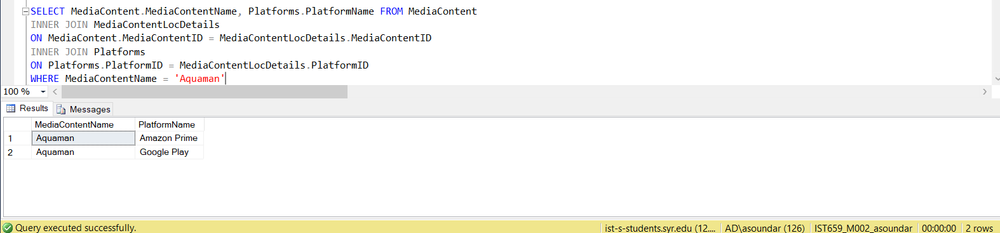 SELECT MediaContent.MediaContentName, Platforms.PlatformName FROM MediaContent
INNER JOIN MediaContentLocDetails
ON MediaContent.MediaContentID = MediaContentLocDetails.MediaContentID
INNER JOIN Platforms
ON Platforms.PlatformID = MediaContentLocDetails.PlatformID
WHERE MediaContentName = 'Aquaman'
100 %
Results Messages
MediaContentName PlatformName
1 Aquaman Amazon Prime
2 Aquaman Google Play
Query executed successfully. ist-s-students.syr.edu (12.... AD\asoundar (126) IST659_M002_asoundar 00:00:00 2 rows